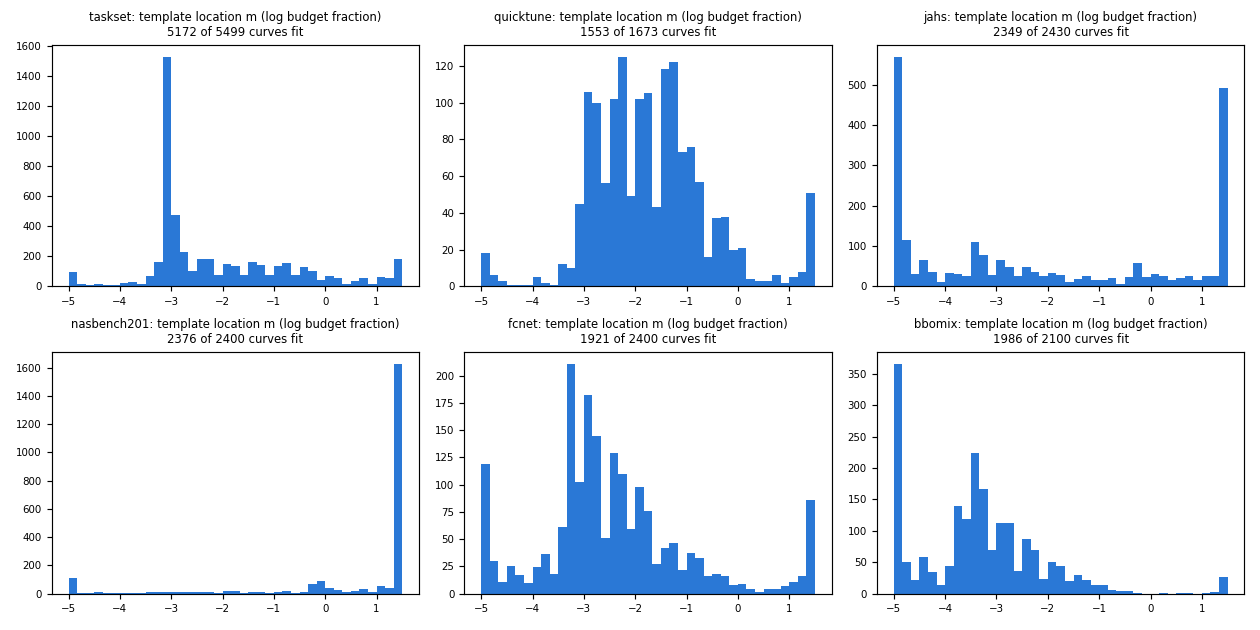 taskset: template location m (log budget fraction)
5172 of 5499 curves fit
1600
1400
1200
1000
800
600
400
200
0
−5 −4 −3 −2 −1 0 1
quicktune: template location m (log budget fraction)
1553 of 1673 curves fit
120
100
80
60
40
20
0
−5 −4 −3 −2 −1 0 1
jahs: template location m (log budget fraction)
2349 of 2430 curves fit
500
400
300
200
100
0
−5 −4 −3 −2 −1 0 1
nasbench201: template location m (log budget fraction)
2376 of 2400 curves fit
1600
1400
1200
1000
800
600
400
200
0
−5 −4 −3 −2 −1 0 1
fcnet: template location m (log budget fraction)
1921 of 2400 curves fit
200
175
150
125
100
75
50
25
0
−5 −4 −3 −2 −1 0 1
bbomix: template location m (log budget fraction)
1986 of 2100 curves fit
350
300
250
200
150
100
50
0
−5 −4 −3 −2 −1 0 1